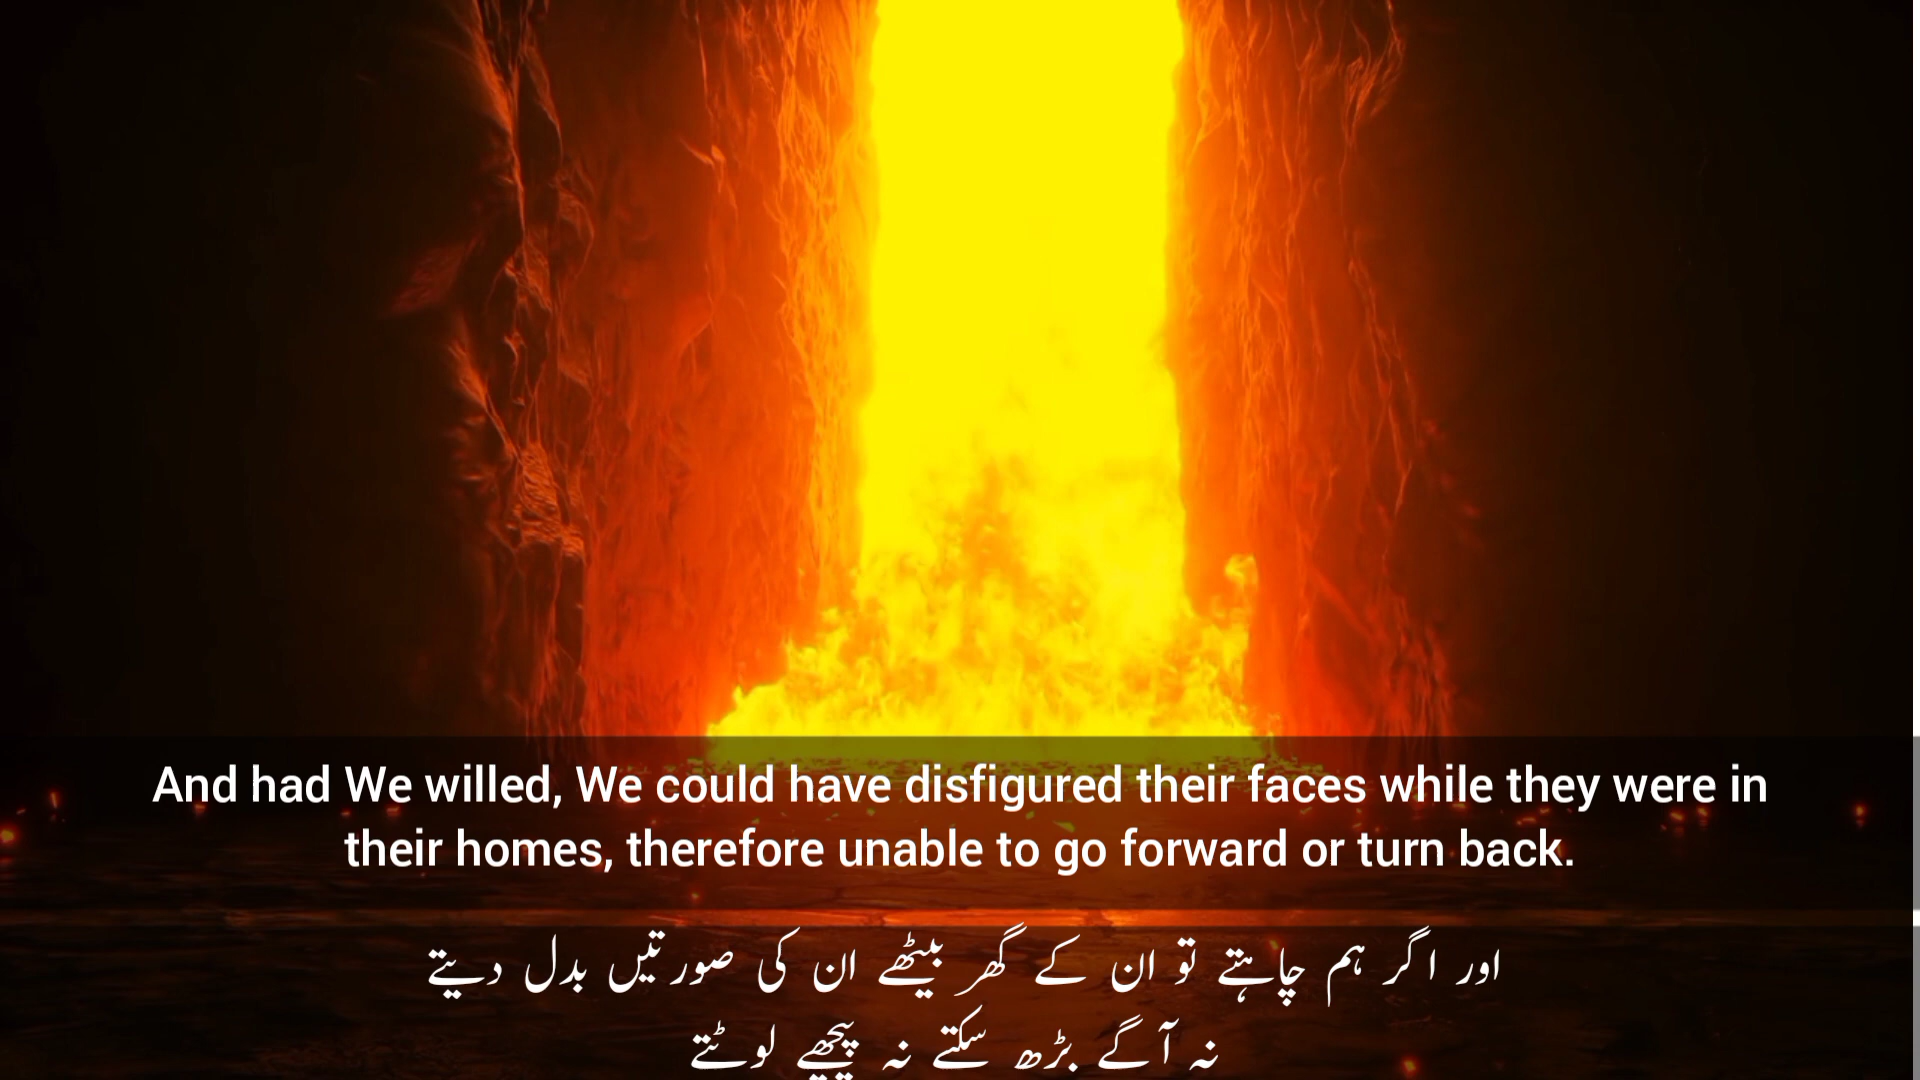 And had We willed, We could have disfigured their faces while they were in
their homes, therefore unable to go forward or turn back.
اور اگر ہم چاہتے تو ان کے گھر بیٹھے ان کی صورتیں بدل دیتے
نہ آگے بڑھ سکتے نہ پیچھے لوٹتے